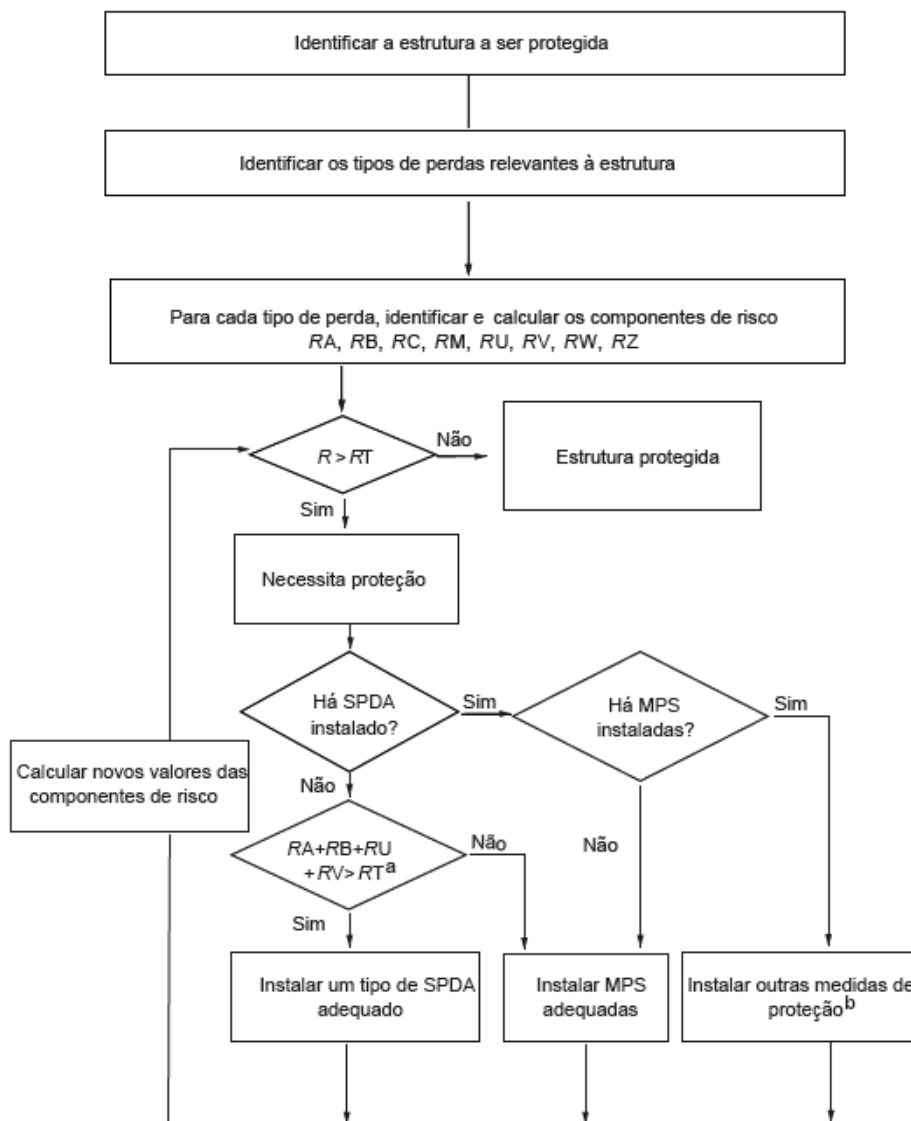 Identificar a estrutura a ser protegida
Identificar os tipos de perdas relevantes à estrutura
Para cada tipo de perda, identificar e calcular os componentes de risco
RA, RB, RC, RM, RU, RV, RW, RZ
R > RT
Não
Estrutura protegida
Sim
Necessita proteção
Há SPDA
instalado?
Sim
Há MPS
instaladas?
Sim
Calcular novos valores das
componentes de risco
Não
Não
RA+RB+RU
+RV>RTa
Não
Sim
Instalar um tipo de SPDA
adequado
Instalar MPS
adequadas
Instalar outras medidas de
proteçãob